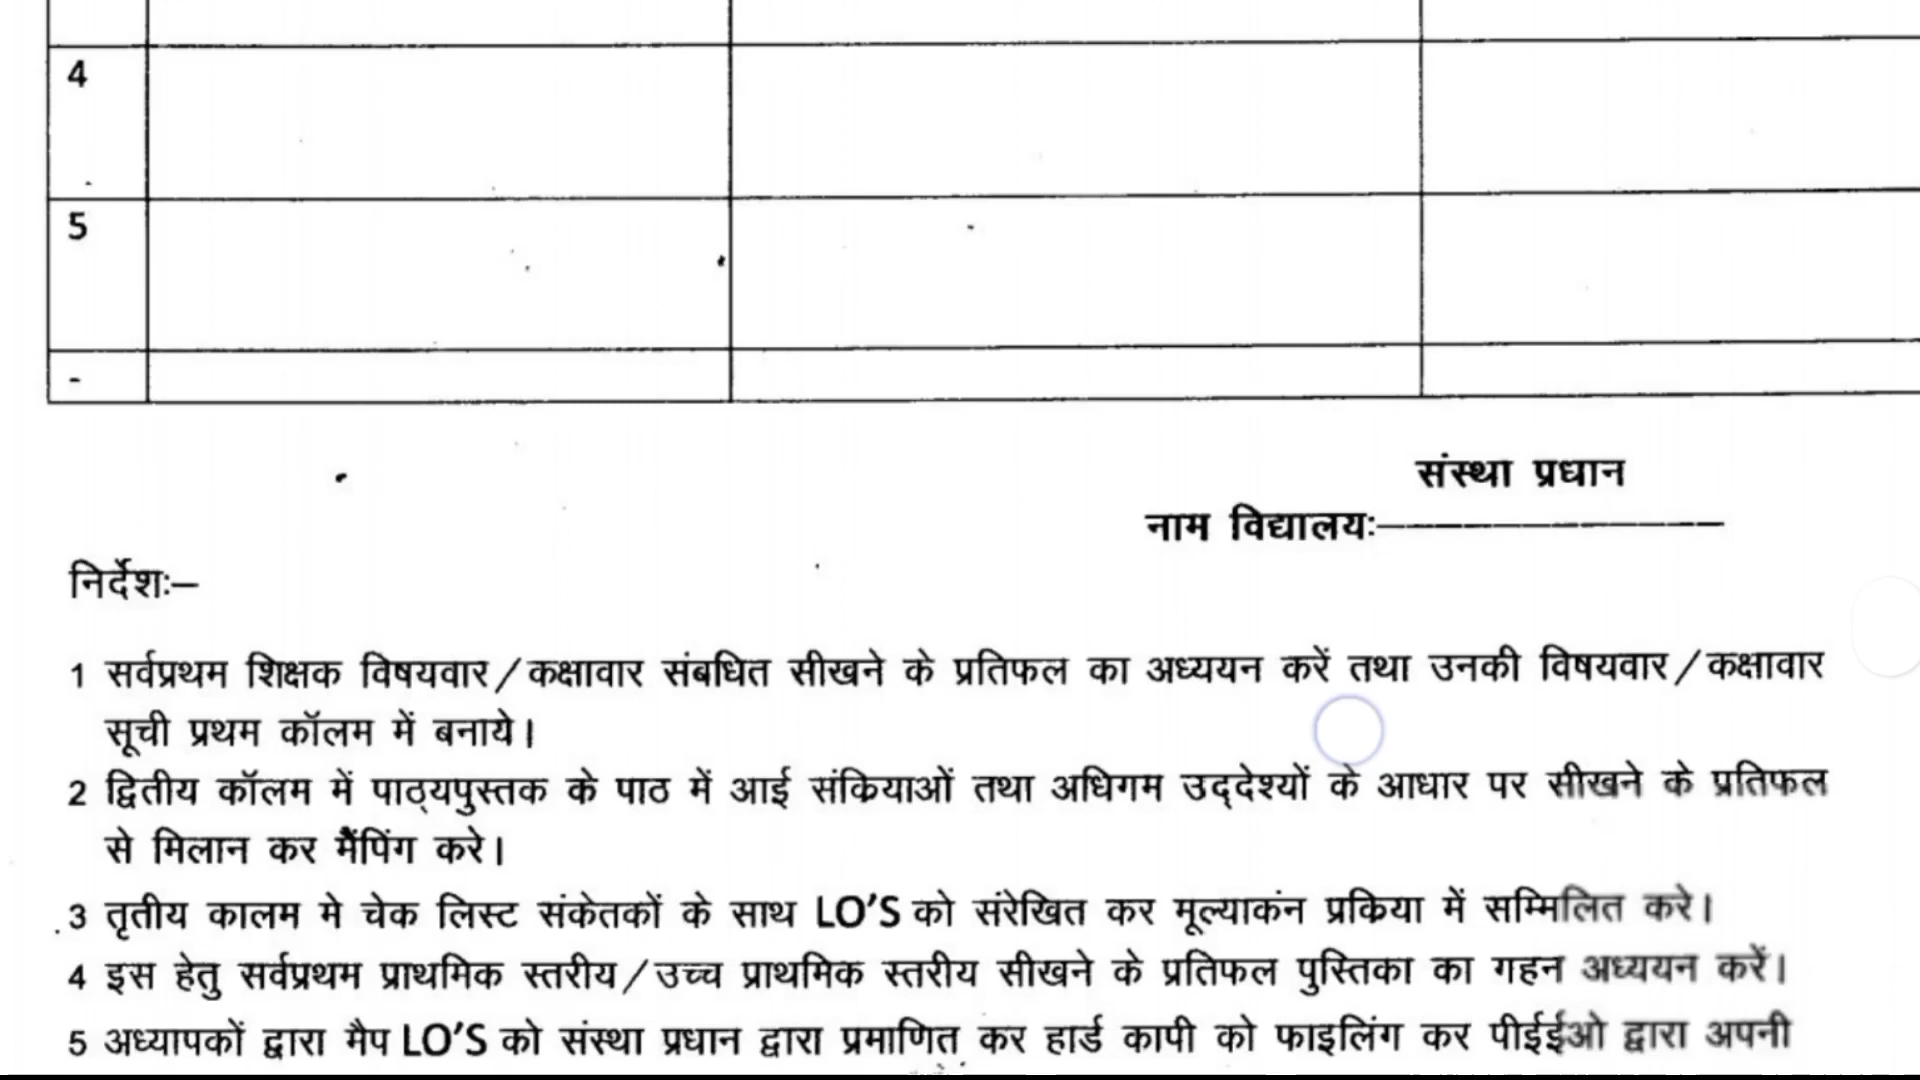 4
5
-
संस्था प्रधान
नाम विद्यालयः————————
निर्देशः—
1 सर्वप्रथम शिक्षक विषयवार/कक्षावार संबधित सीखने के प्रतिफल का अध्ययन करें तथा उनकी विषयवार/कक्षावार
सूची प्रथम कॉलम में बनाये।
2 द्वितीय कॉलम में पाठ्यपुस्तक के पाठ में आई संकियाओं तथा अधिगम उद्देश्यों के आधार पर सीखने के प्रतिफल
से मिलान कर मैंपिंग करे।
3 तृतीय कालम मे चेक लिस्ट संकेतकों के साथ LO'S को संरेखित कर मूल्याकंन प्रकिया में सम्मिलित करे।
4 इस हेतु सर्वप्रथम प्राथमिक स्तरीय/उच्च प्राथमिक स्तरीय सीखने के प्रतिफल पुस्तिका का गहन अध्ययन करें।
5 अध्यापकों द्वारा मैप LO'S को संस्था प्रधान द्वारा प्रमाणित कर हार्ड कापी को फाइलिंग कर पीईईओ द्वारा अपनी